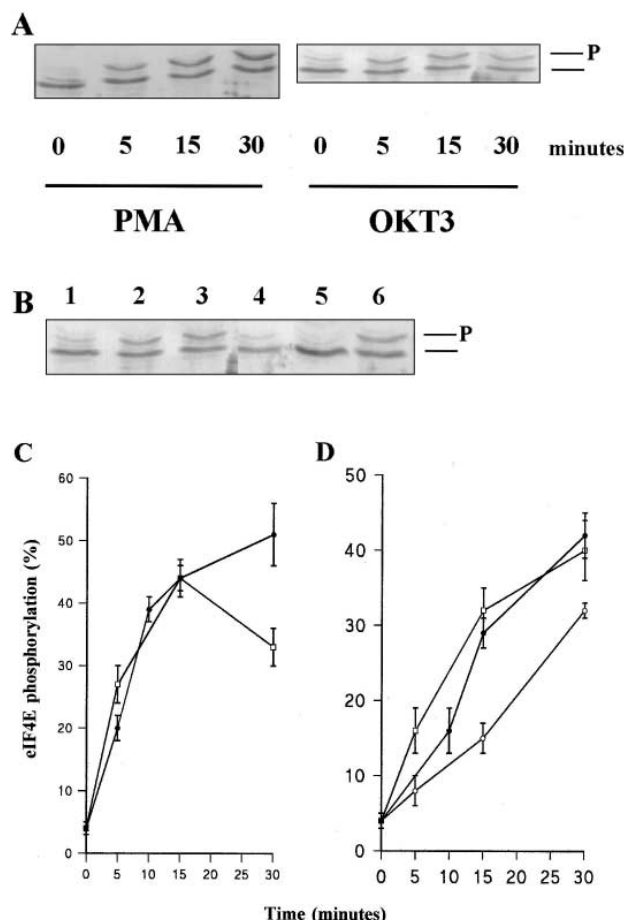 A
P
0 5 15 30 0 5 15 30 minutes
PMA OKT3
B
1 2 3 4 5 6
P
C
60
50
40
30
20
10
0
0 5 10 15 20 25 30
eIF4E phosphorylation (%)
D
50
40
30
20
10
0
0 5 10 15 20 25 30
Time (minutes)